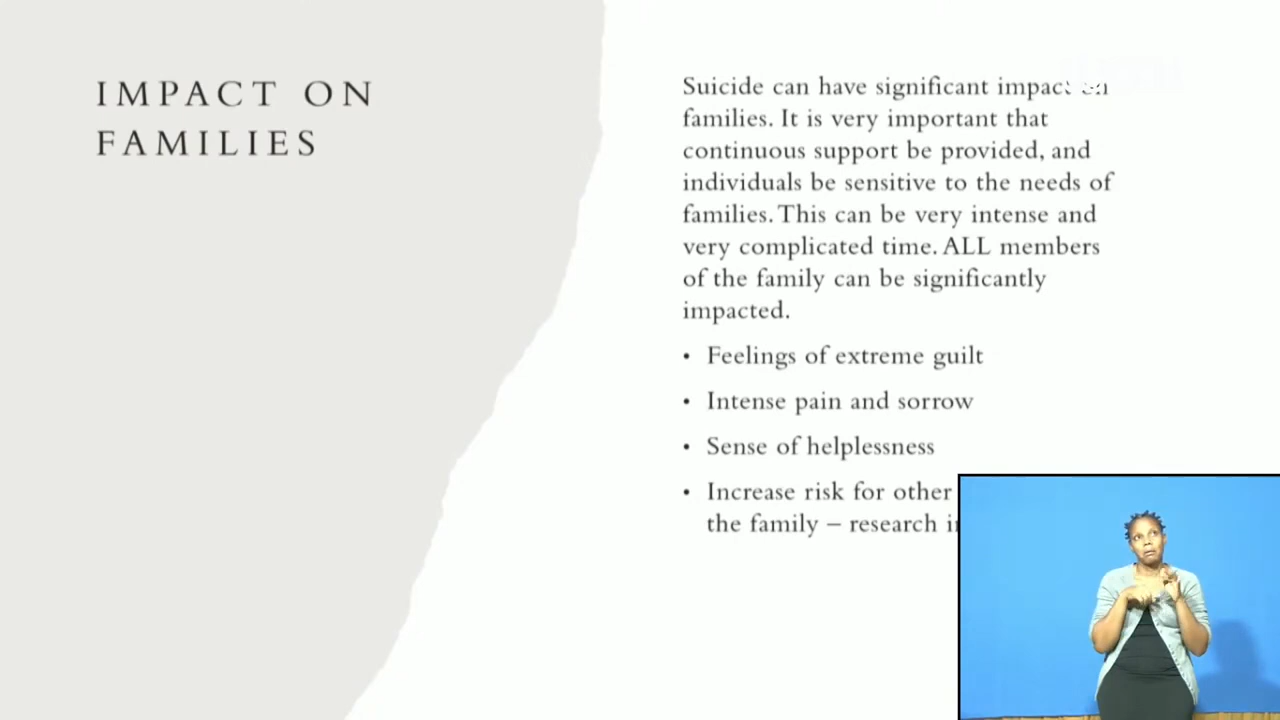 IMPACT ON
FAMILIES
Suicide can have significant impact on
families. It is very important that
continuous support be provided, and
individuals be sensitive to the needs of
families. This can be very intense and
very complicated time. ALL members
of the family can be significantly
impacted.
• Feelings of extreme guilt
• Intense pain and sorrow
• Sense of helplessness
• Increase risk for other
the family – research